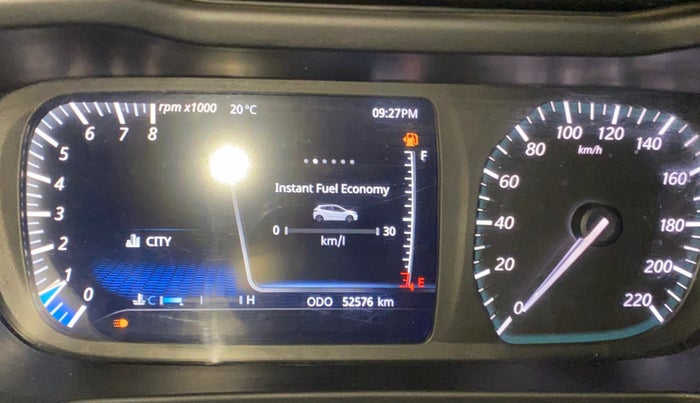 rpm x1000 20 °C 09:27PM
8
7
6
5
4
3
2
1
0
F
Instant Fuel Economy
0 30
km/l
CITY
E
C H ODO 52576 km
0
20
40
60
80
100
120
140
160
180
200
220
km/h